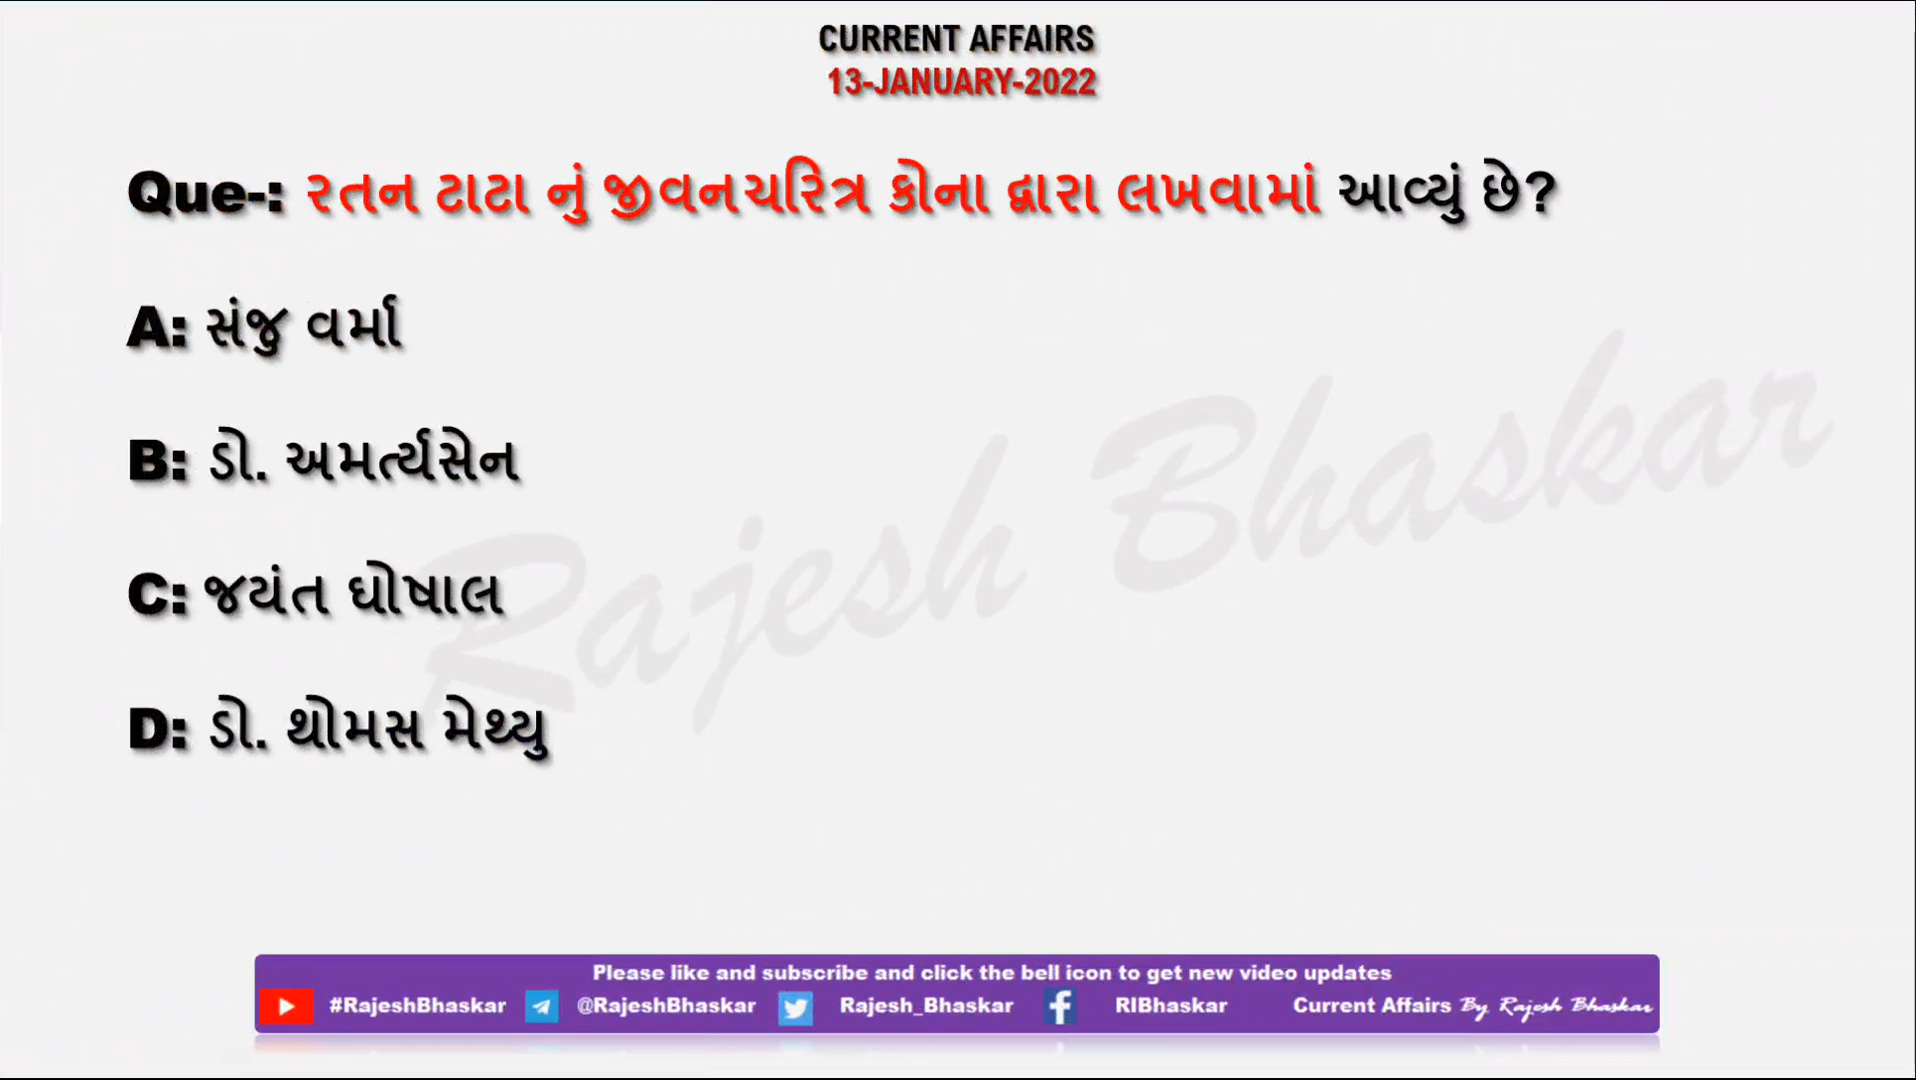 CURRENT AFFAIRS
13-JANUARY-2022
Que-: રતન ટાટા નું જીવનચરિત્ર કોના દ્વારા લખવામાં આવ્યું છે?
A: સંજુ વર્મા
B: ડો. અમર્ત્યસેન
C: જયંત ઘોષાલ
D: ડો. થોમસ મેથ્યુ
Rajesh Bhaskar
Please like and subscribe and click the bell icon to get new video updates
#RajeshBhaskar @RajeshBhaskar Rajesh_Bhaskar RIBhaskar Current Affairs By Rajesh Bhaskar